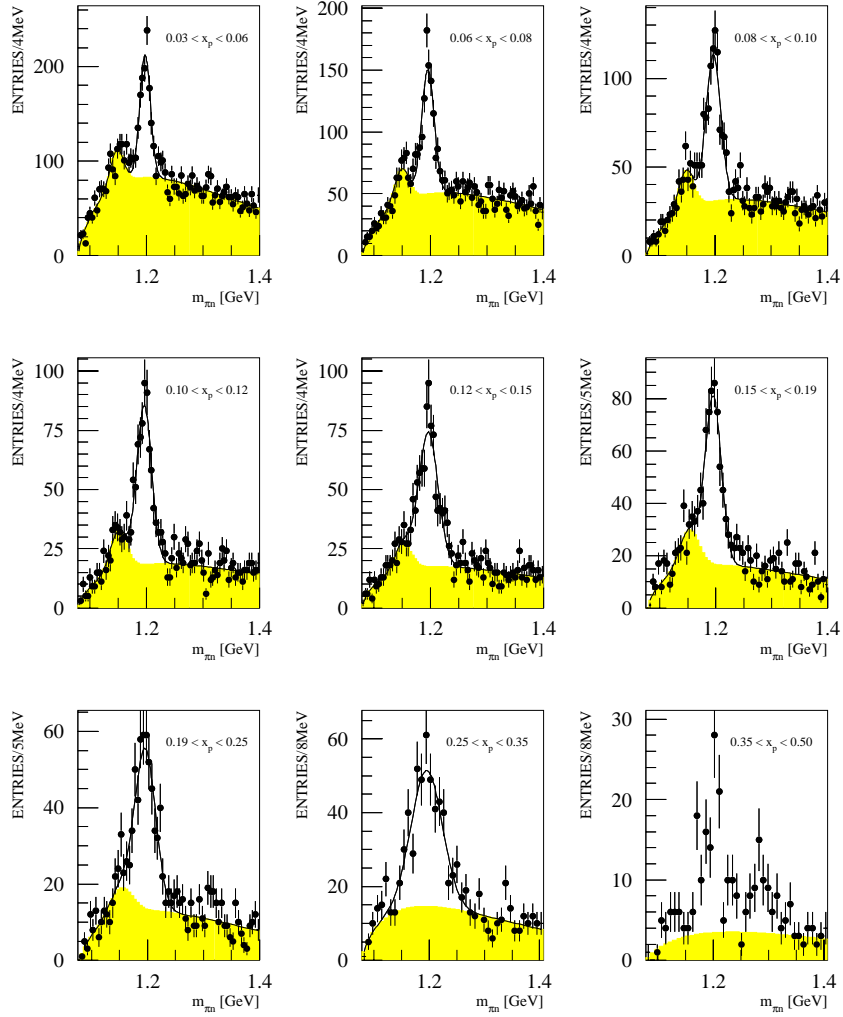 ENTRIES/4MeV
0.03 < x_p < 0.06
200
100
0
1.2
1.4
m_πn [GeV]
ENTRIES/4MeV
0.06 < x_p < 0.08
200
150
100
50
0
1.2
1.4
m_πn [GeV]
ENTRIES/4MeV
0.08 < x_p < 0.10
100
50
0
1.2
1.4
m_πn [GeV]
ENTRIES/4MeV
0.10 < x_p < 0.12
100
75
50
25
0
1.2
1.4
m_πn [GeV]
ENTRIES/4MeV
0.12 < x_p < 0.15
100
75
50
25
0
1.2
1.4
m_πn [GeV]
ENTRIES/5MeV
0.15 < x_p < 0.19
80
60
40
20
0
1.2
1.4
m_πn [GeV]
ENTRIES/5MeV
0.19 < x_p < 0.25
60
40
20
0
1.2
1.4
m_πn [GeV]
ENTRIES/8MeV
0.25 < x_p < 0.35
60
40
20
0
1.2
1.4
m_πn [GeV]
ENTRIES/8MeV
0.35 < x_p < 0.50
30
20
10
0
1.2
1.4
m_πn [GeV]